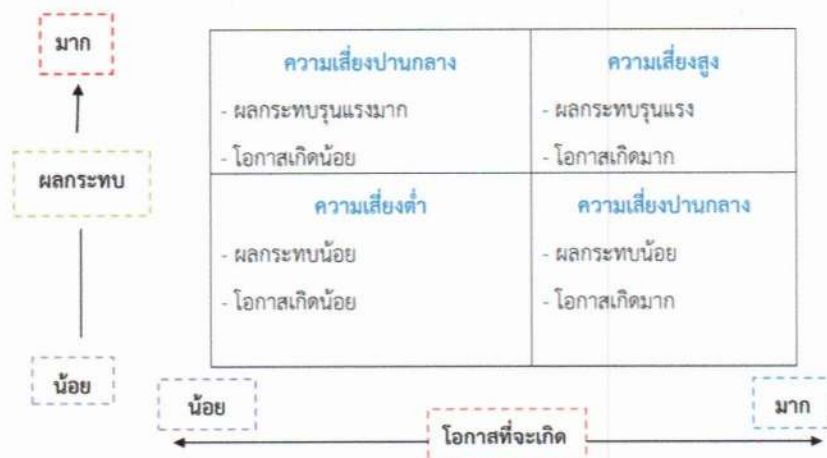 มาก
ผลกระทบ
น้อย
ความเสี่ยงปานกลาง
- ผลกระทบรุนแรงมาก
- โอกาสเกิดน้อย
ความเสี่ยงสูง
- ผลกระทบรุนแรง
- โอกาสเกิดมาก
ความเสี่ยงต่ำ
- ผลกระทบน้อย
- โอกาสเกิดน้อย
ความเสี่ยงปานกลาง
- ผลกระทบน้อย
- โอกาสเกิดมาก
น้อย
โอกาสที่จะเกิด
มาก